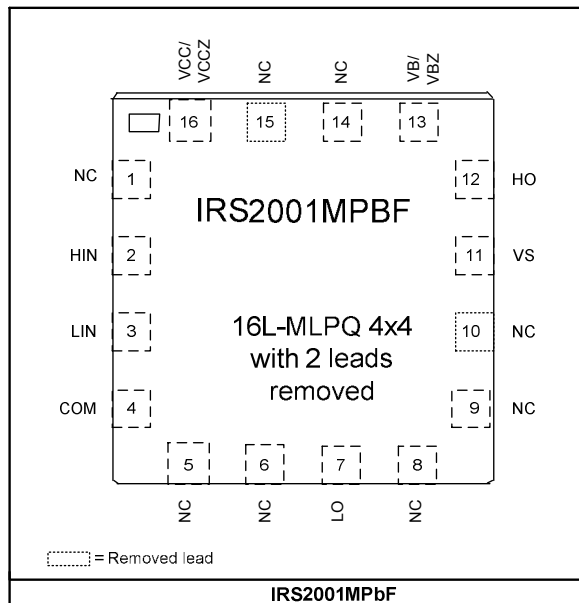 VCC/
VCCZ
NC
NC
VB/
VBZ
16
15
14
13
NC
1
12
HO
IRS2001MPBF
HIN
2
11
VS
LIN
3
16L-MLPQ 4x4
with 2 leads
removed
10
NC
COM
4
9
NC
5
6
7
8
NC
NC
LO
NC
= Removed lead
IRS2001MPbF